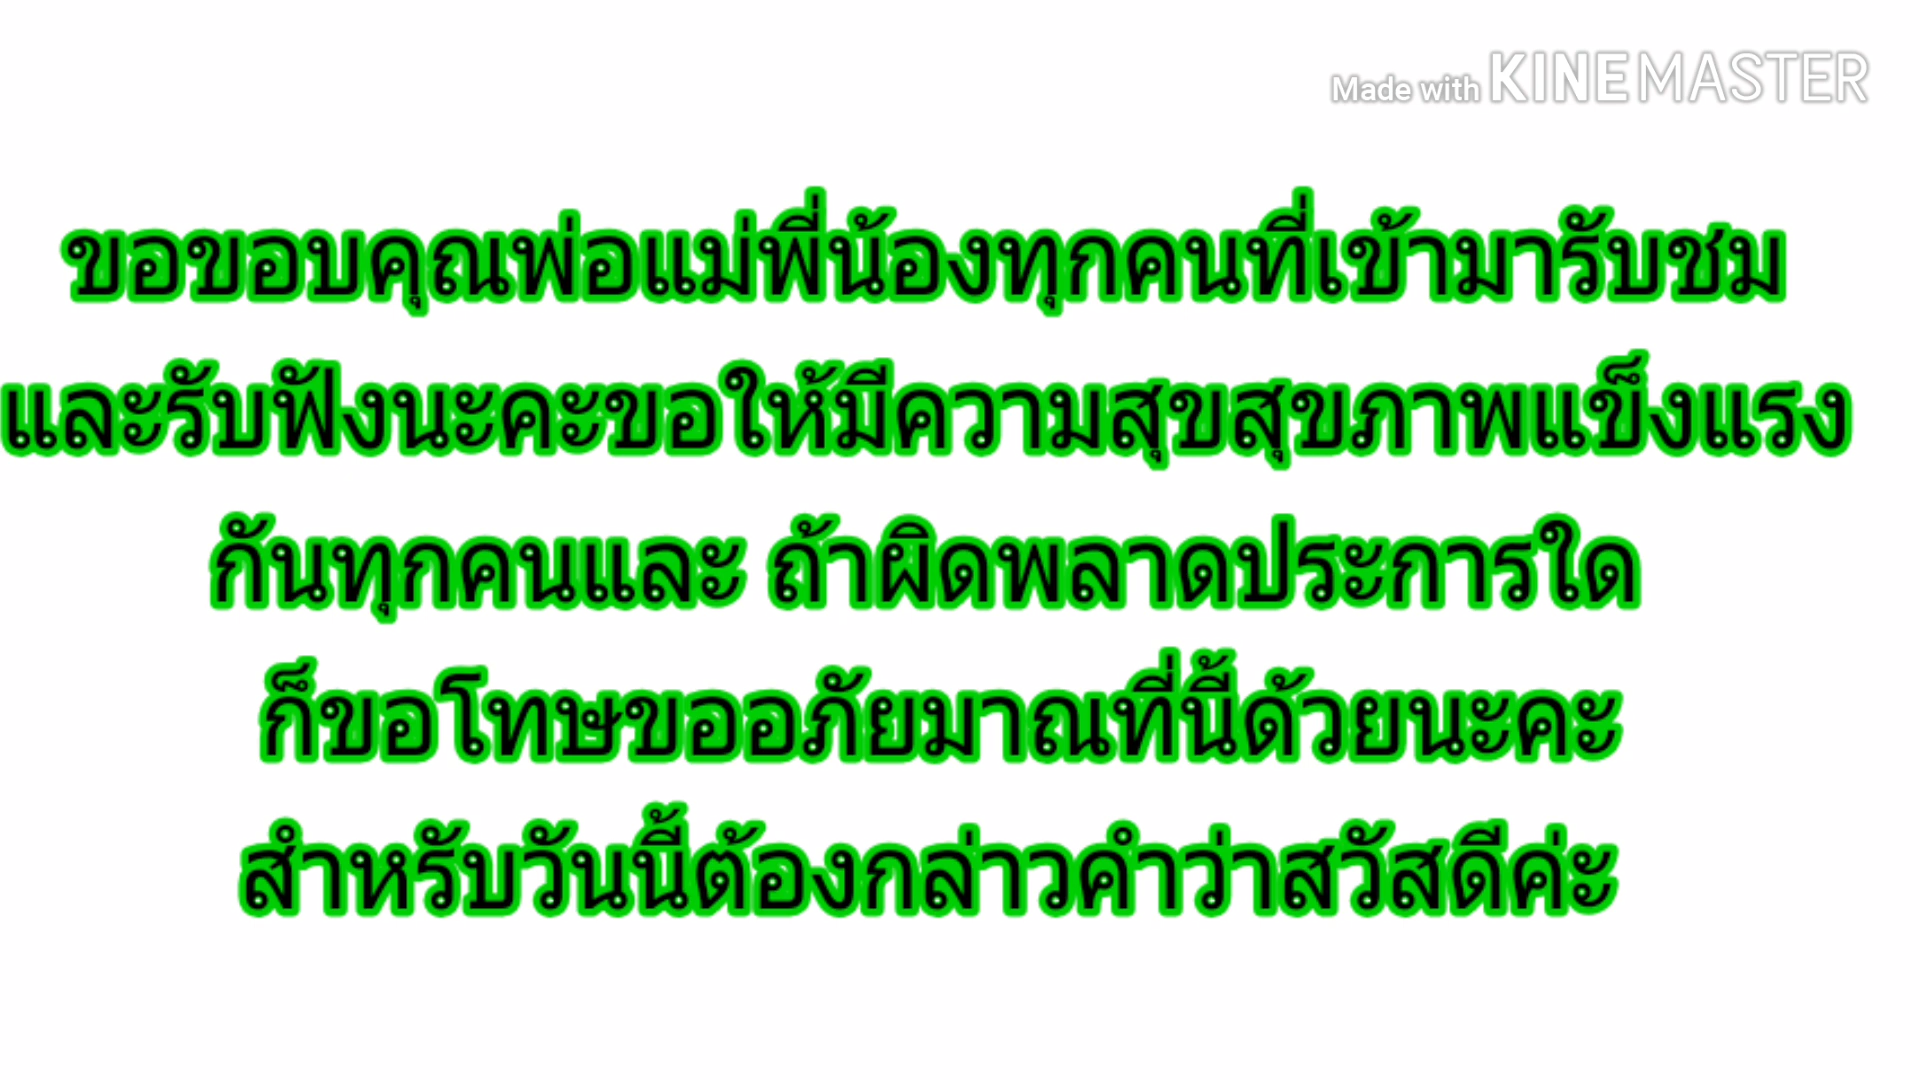 Made with KINEMASTER
ขอขอบคุณพ่อแม่พี่น้องทุกคนที่เข้ามารับชม
และรับฟังนะคะขอให้มีความสุขสุขภาพแข็งแรง
กันทุกคนและ ถ้าผิดพลาดประการใด
ก็ขอโทษขออภัยมาณที่นี้ด้วยนะคะ
สำหรับวันนี้ต้องกล่าวคำว่าสวัสดีค่ะ